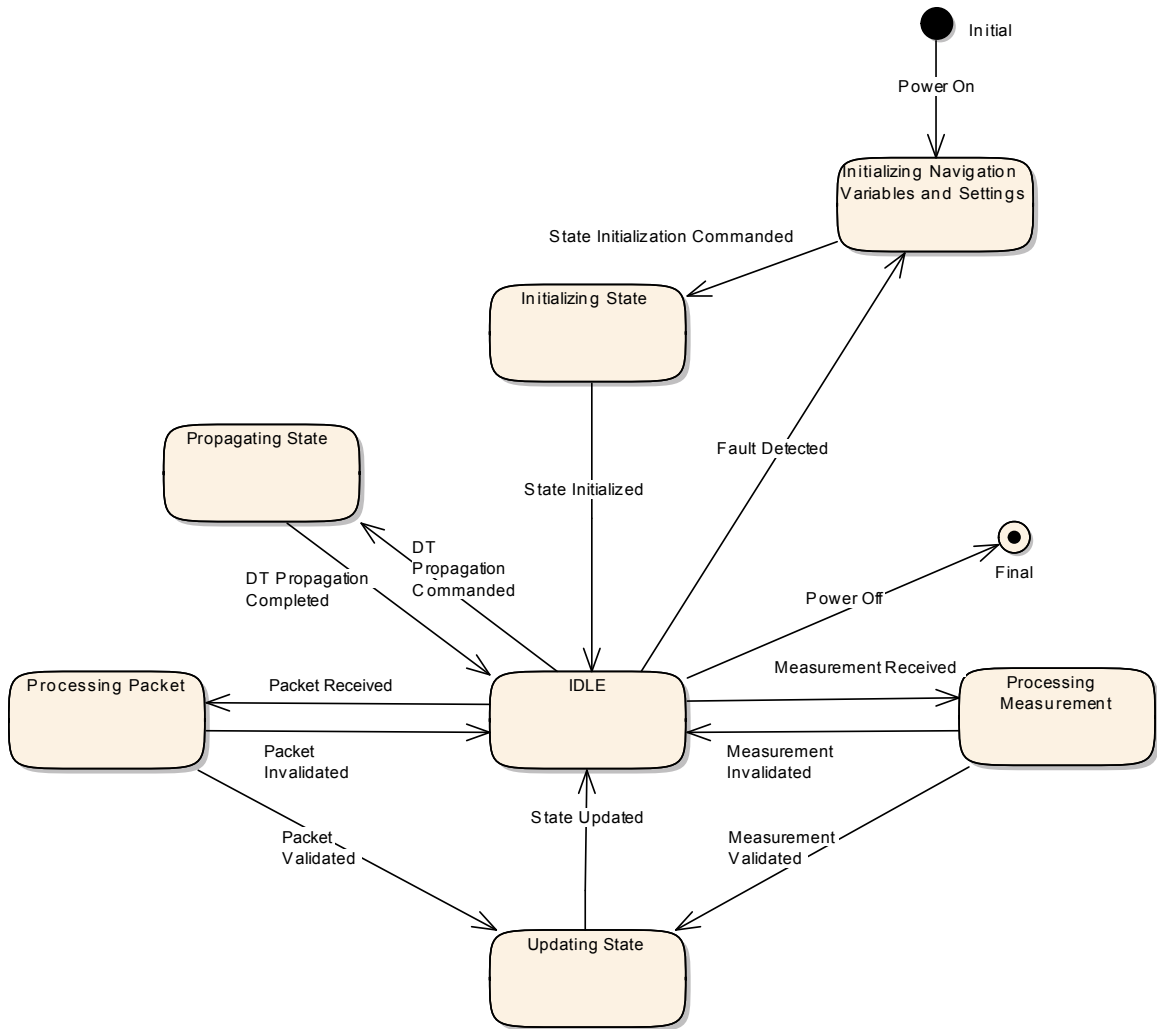 Initial
Power On
Initializing Navigation
Variables and Settings
State Initialization Commanded
Initializing State
Propagating State
Fault Detected
State Initialized
DT
Propagation
Commanded
DT Propagation
Completed
Final
Power Off
Processing Packet
Packet Received
IDLE
Measurement Received
Processing
Measurement
Packet
Invalidated
Measurement
Invalidated
State Updated
Packet
Validated
Measurement
Validated
Updating State